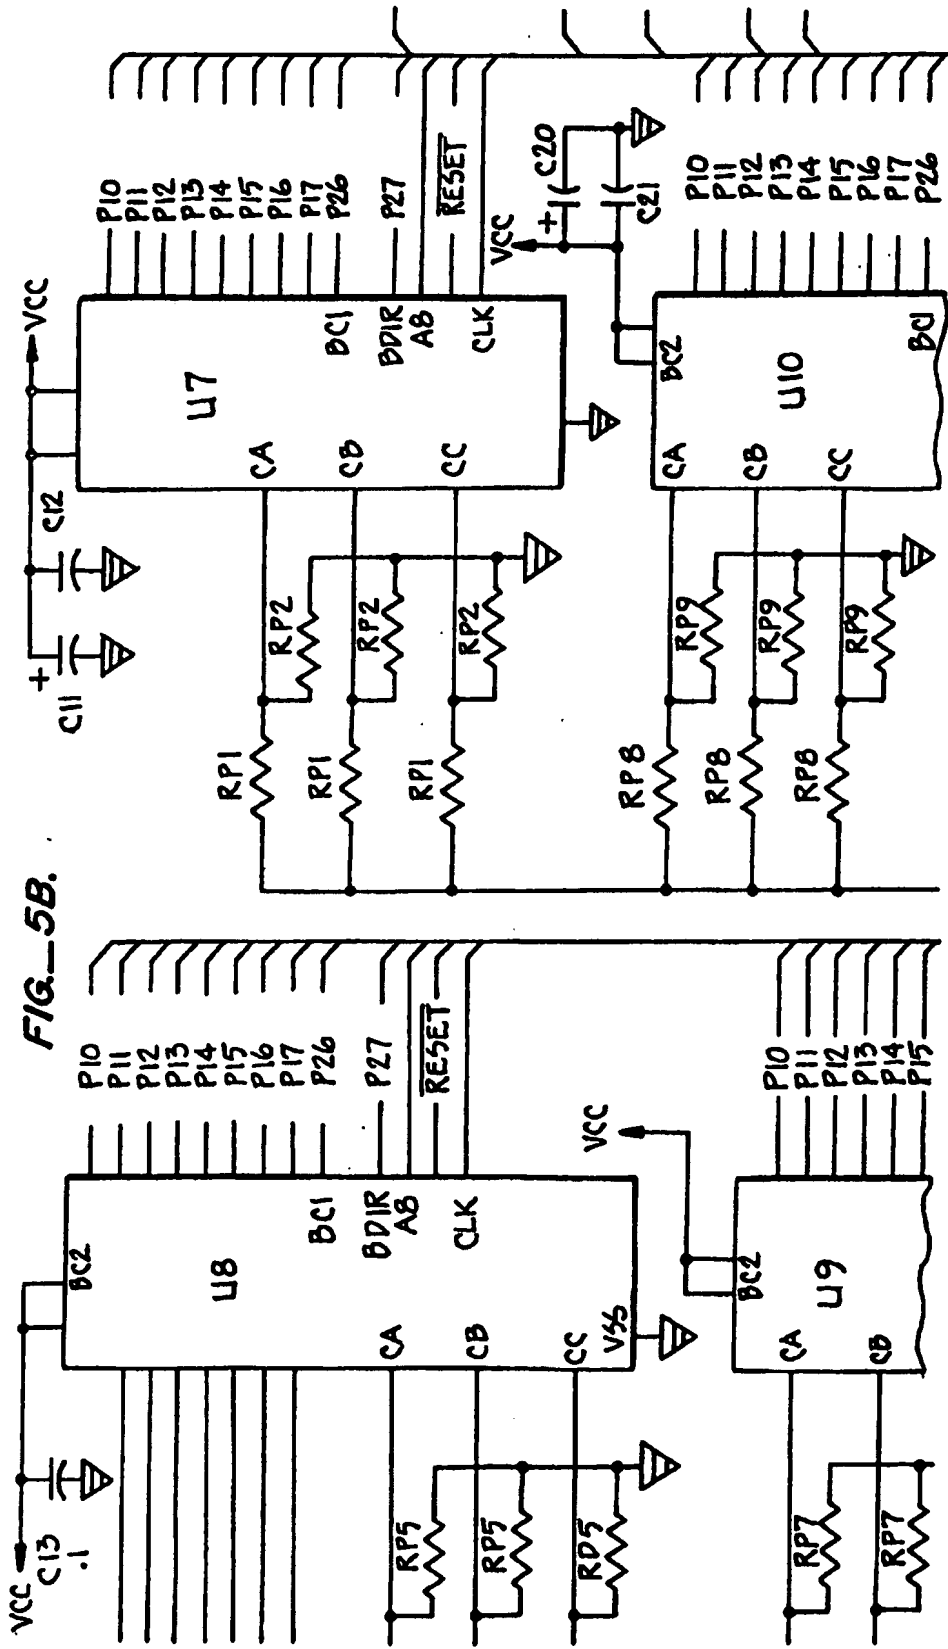 FIG._5B.
VCC
C13
.1
BC2
U8
P10
P11
P12
P13
P14
P15
P16
P17
BC1
P26
BDIR
P27
A8
RESET
CLK
CA
CB
CC
VSS
RP5
RP5
RD5
VCC
BC2
U9
P10
P11
P12
P13
P14
P15
CA
CB
RP7
RP7
+
C11
C12
VCC
U7
P10
P11
P12
P13
P14
P15
P16
P17
BC1
P26
BDIR
P27
A8
RESET
CLK
CA
CB
CC
RP1
RP2
RP1
RP2
RP1
RP2
VCC
+
C20
C21
BC2
U10
P10
P11
P12
P13
P14
P15
P16
P17
BC1
P26
CA
CB
CC
RP8
RP9
RP8
RP9
RP8
RP9